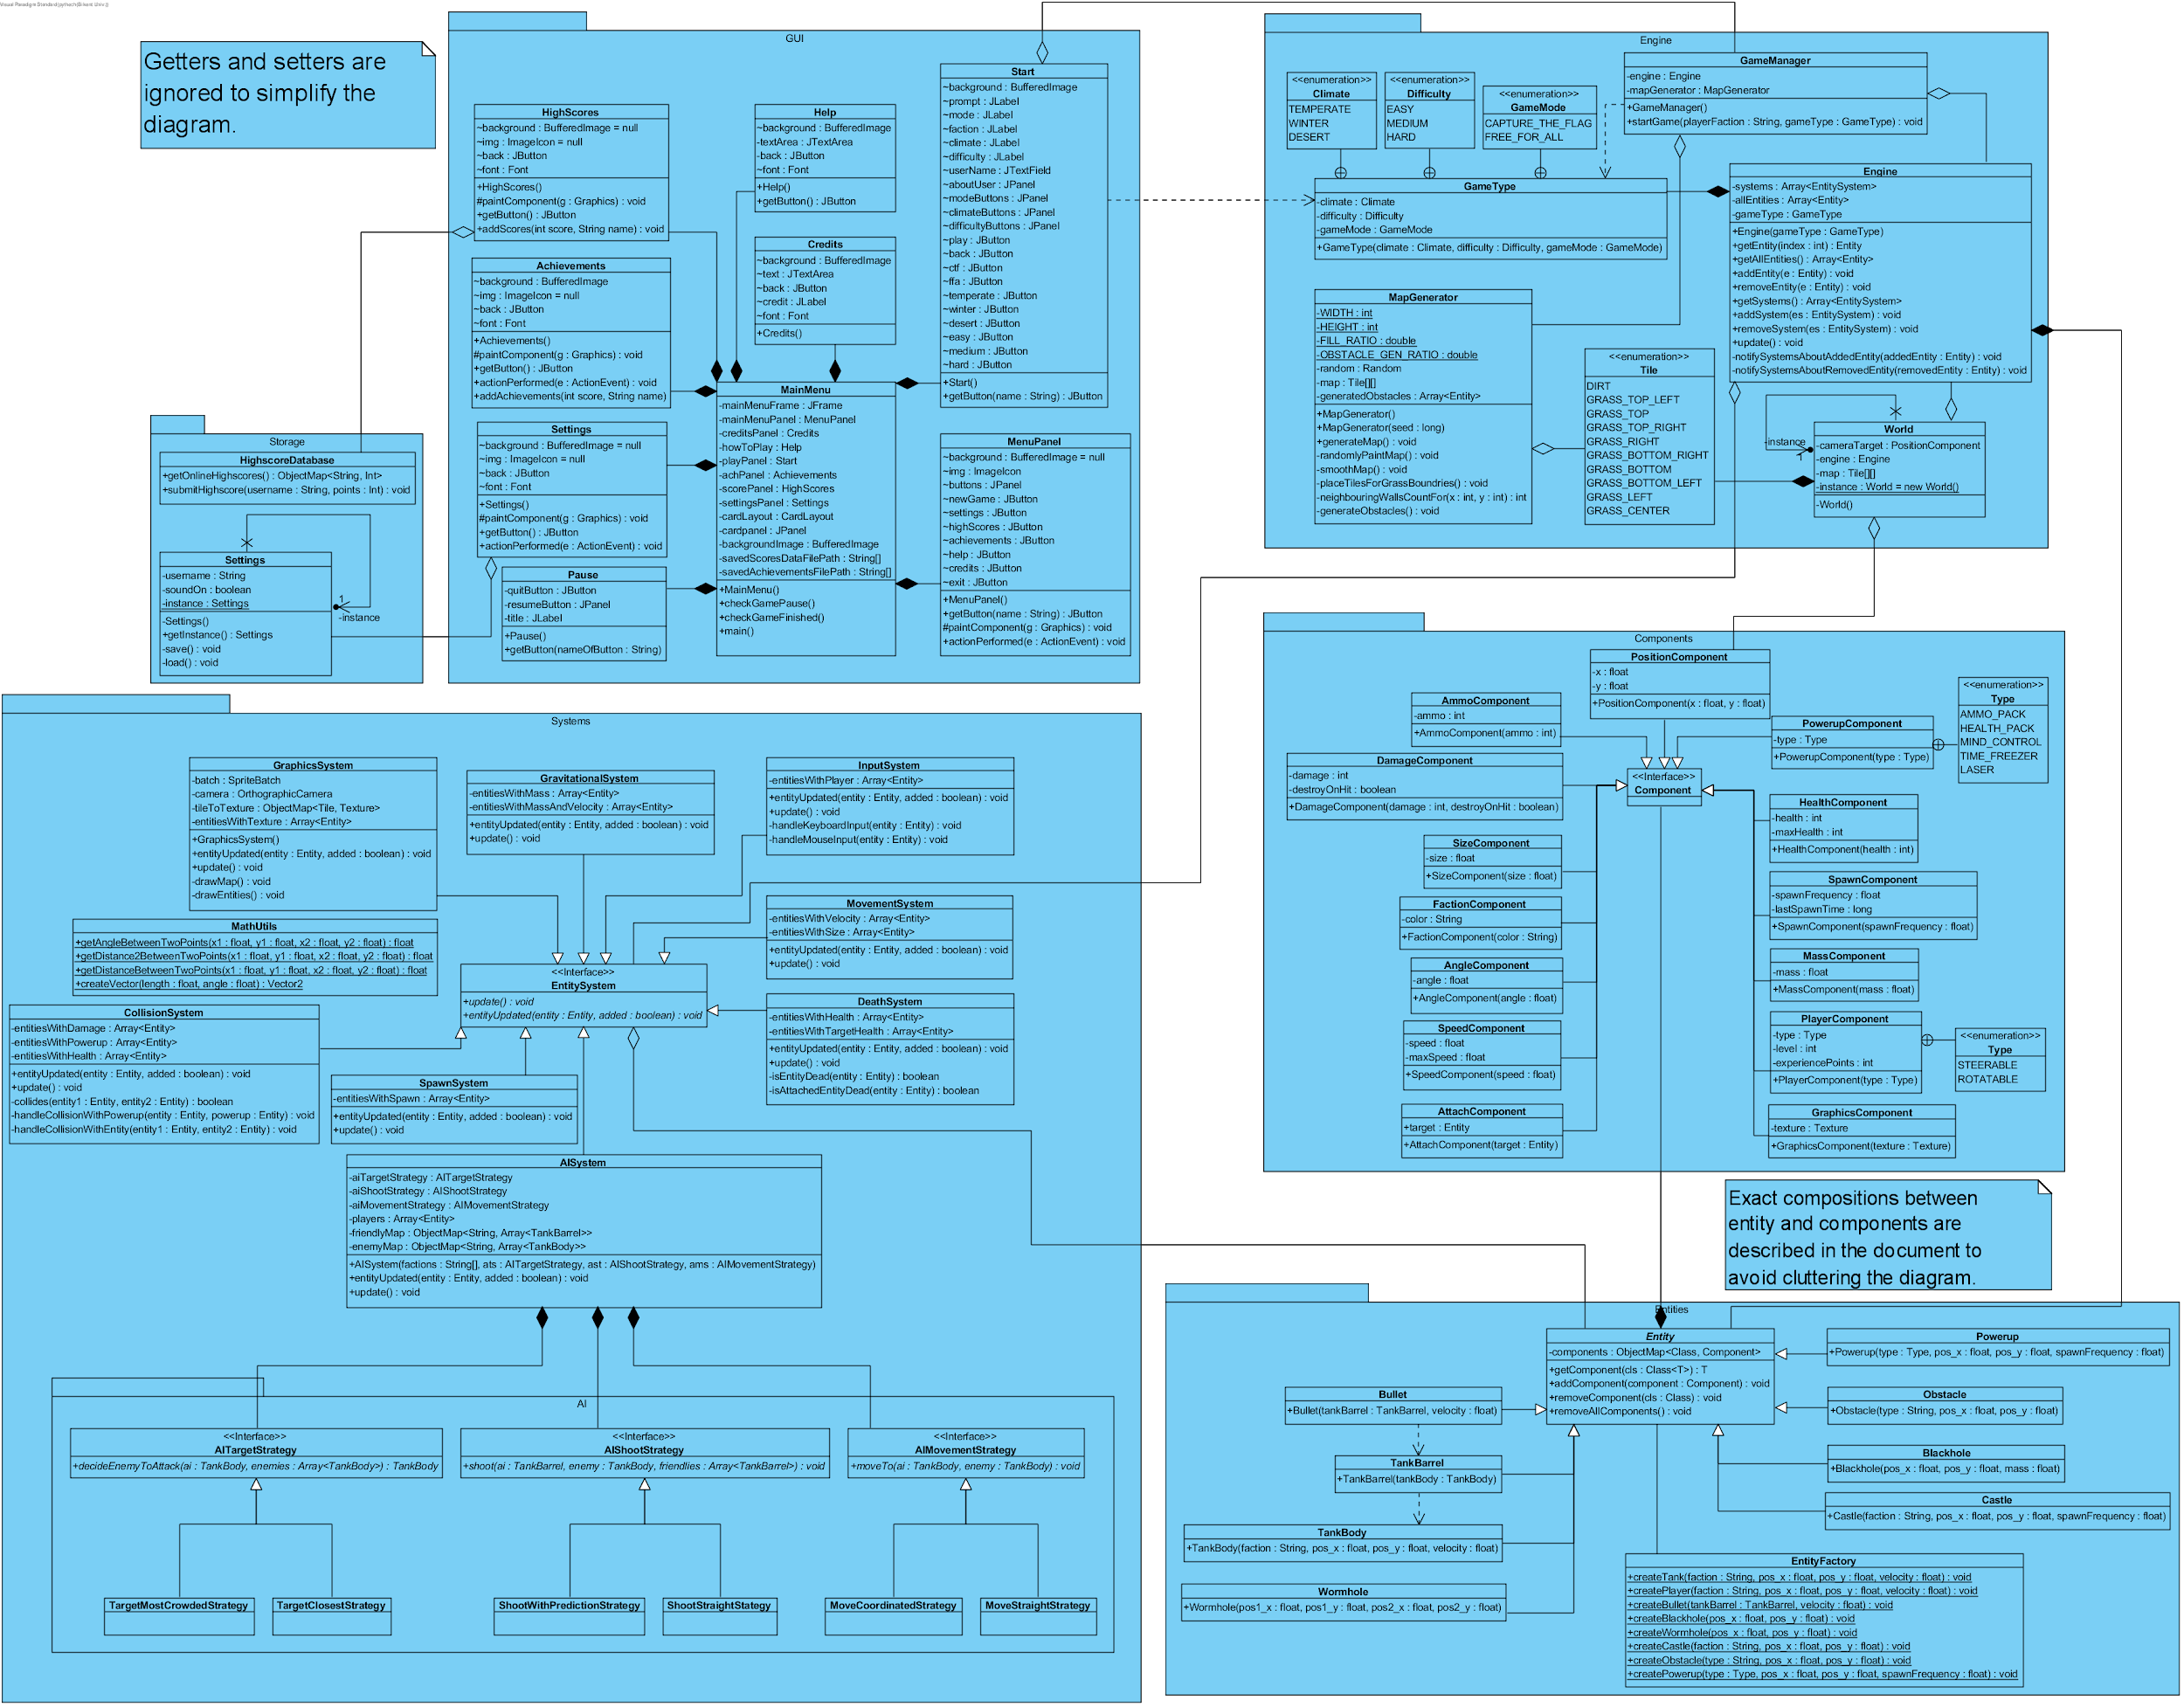 Visual Paradigm Standard(Bilkent Univ.)
Getters and setters are
ignored to simplify the
diagram.
GUI
HighScores
~background : BufferedImage = null
~img : ImageIcon = null
~back : JButton
~font : Font
+HighScores()
#paintComponent(g : Graphics) : void
+getButton() : JButton
+addScores(int score, String name) : void
Achievements
~background : BufferedImage
~img : ImageIcon = null
~back : JButton
~font : Font
+Achievements()
#paintComponent(g : Graphics) : void
+getButton() : JButton
+actionPerformed(e : ActionEvent) : void
+addAchievements(int score, String name)
Settings
~background : BufferedImage = null
~img : ImageIcon = null
~back : JButton
~font : Font
+Settings()
#paintComponent(g : Graphics) : void
+getButton() : JButton
+actionPerformed(e : ActionEvent) : void
Pause
-quitButton : JButton
-resumeButton : JPanel
-title : JLabel
+Pause()
+getButton(nameOfButton : String)
Help
~background : BufferedImage
-textArea : JTextArea
-back : JButton
~font : Font
+Help()
+getButton() : JButton
Credits
~background : BufferedImage
~text : JTextArea
~back : JButton
~credit : JLabel
~font : Font
+Credits()
MainMenu
-mainMenuFrame : JFrame
-mainMenuPanel : MenuPanel
-creditsPanel : Credits
-howToPlay : Help
-playPanel : Start
-achPanel : Achievements
-scorePanel : HighScores
-settingsPanel : Settings
-cardLayout : CardLayout
-cardpanel : JPanel
-backgroundImage : BufferedImage
-savedScoresDataFilePath : String[]
-savedAchievementsFilePath : String[]
+MainMenu()
+checkGamePause()
+checkGameFinished()
+main()
Start
~background : BufferedImage
~prompt : JLabel
~mode : JLabel
~faction : JLabel
~climate : JLabel
~difficulty : JLabel
~userName : JTextField
~aboutUser : JPanel
~modeButtons : JPanel
~climateButtons : JPanel
~difficultyButtons : JPanel
~play : JButton
~back : JButton
~ctf : JButton
~ffa : JButton
~temperate : JButton
~winter : JButton
~desert : JButton
~easy : JButton
~medium : JButton
~hard : JButton
+Start()
+getButton(name : String) : JButton
MenuPanel
~background : BufferedImage = null
~img : ImageIcon
~buttons : JPanel
~newGame : JButton
~settings : JButton
~highScores : JButton
~achievements : JButton
~help : JButton
~credits : JButton
~exit : JButton
+MenuPanel()
+getButton(name : String) : JButton
#paintComponent(g : Graphics) : void
+actionPerformed(e : ActionEvent) : void
Storage
HighscoreDatabase
+getOnlineHighscores() : ObjectMap<String, Int>
+submitHighscore(username : String, points : Int) : void
Settings
-username : String
-soundOn : boolean
-instance : Settings
-Settings()
+getInstance() : Settings
-save() : void
-load() : void
1
-instance
Engine
<<enumeration>>
Climate
TEMPERATE
WINTER
DESERT
<<enumeration>>
Difficulty
EASY
MEDIUM
HARD
<<enumeration>>
GameMode
CAPTURE_THE_FLAG
FREE_FOR_ALL
GameManager
-engine : Engine
-mapGenerator : MapGenerator
+GameManager()
+startGame(playerFaction : String, gameType : GameType) : void
GameType
-climate : Climate
-difficulty : Difficulty
-gameMode : GameMode
+GameType(climate : Climate, difficulty : Difficulty, gameMode : GameMode)
Engine
-systems : Array<EntitySystem>
-allEntities : Array<Entity>
-gameType : GameType
+Engine(gameType : GameType)
+getEntity(index : int) : Entity
+getAllEntities() : Array<Entity>
+addEntity(e : Entity) : void
+removeEntity(e : Entity) : void
+getSystems() : Array<EntitySystem>
+addSystem(es : EntitySystem) : void
+removeSystem(es : EntitySystem) : void
+update() : void
-notifySystemsAboutAddedEntity(addedEntity : Entity) : void
-notifySystemsAboutRemovedEntity(removedEntity : Entity) : void
MapGenerator
-WIDTH : int
-HEIGHT : int
-FILL_RATIO : double
-OBSTACLE_GEN_RATIO : double
-random : Random
-map : Tile[][]
-generatedObstacles : Array<Entity>
+MapGenerator()
+MapGenerator(seed : long)
+generateMap() : void
-randomlyPaintMap() : void
-smoothMap() : void
-placeTilesForGrassBoundries() : void
-neighbouringWallsCountFor(x : int, y : int) : int
-generateObstacles() : void
<<enumeration>>
Tile
DIRT
GRASS_TOP_LEFT
GRASS_TOP
GRASS_TOP_RIGHT
GRASS_RIGHT
GRASS_BOTTOM_RIGHT
GRASS_BOTTOM
GRASS_BOTTOM_LEFT
GRASS_LEFT
GRASS_CENTER
-instance
1
World
-cameraTarget : PositionComponent
-engine : Engine
-map : Tile[][]
-instance : World = new World()
-World()
Components
PositionComponent
-x : float
-y : float
+PositionComponent(x : float, y : float)
AmmoComponent
-ammo : int
+AmmoComponent(ammo : int)
DamageComponent
-damage : int
-destroyOnHit : boolean
+DamageComponent(damage : int, destroyOnHit : boolean)
SizeComponent
-size : float
+SizeComponent(size : float)
FactionComponent
-color : String
+FactionComponent(color : String)
AngleComponent
-angle : float
+AngleComponent(angle : float)
SpeedComponent
-speed : float
-maxSpeed : float
+SpeedComponent(speed : float)
AttachComponent
+target : Entity
+AttachComponent(target : Entity)
<<Interface>>
Component
PowerupComponent
-type : Type
+PowerupComponent(type : Type)
<<enumeration>>
Type
AMMO_PACK
HEALTH_PACK
MIND_CONTROL
TIME_FREEZER
LASER
HealthComponent
-health : int
-maxHealth : int
+HealthComponent(health : int)
SpawnComponent
-spawnFrequency : float
-lastSpawnTime : long
+SpawnComponent(spawnFrequency : float)
MassComponent
-mass : float
+MassComponent(mass : float)
PlayerComponent
-type : Type
-level : int
-experiencePoints : int
+PlayerComponent(type : Type)
<<enumeration>>
Type
STEERABLE
ROTATABLE
GraphicsComponent
-texture : Texture
+GraphicsComponent(texture : Texture)
Systems
GraphicsSystem
-batch : SpriteBatch
-camera : OrthographicCamera
-tileToTexture : ObjectMap<Tile, Texture>
-entitiesWithTexture : Array<Entity>
+GraphicsSystem()
+entityUpdated(entity : Entity, added : boolean) : void
+update() : void
-drawMap() : void
-drawEntities() : void
GravitationalSystem
-entitiesWithMass : Array<Entity>
-entitiesWithMassAndVelocity : Array<Entity>
+entityUpdated(entity : Entity, added : boolean) : void
+update() : void
InputSystem
-entitiesWithPlayer : Array<Entity>
+entityUpdated(entity : Entity, added : boolean) : void
+update() : void
-handleKeyboardInput(entity : Entity) : void
-handleMouseInput(entity : Entity) : void
MathUtils
+getAngleBetweenTwoPoints(x1 : float, y1 : float, x2 : float, y2 : float) : float
+getDistance2BetweenTwoPoints(x1 : float, y1 : float, x2 : float, y2 : float) : float
+getDistanceBetweenTwoPoints(x1 : float, y1 : float, x2 : float, y2 : float) : float
+createVector(length : float, angle : float) : Vector2
MovementSystem
-entitiesWithVelocity : Array<Entity>
-entitiesWithSize : Array<Entity>
+entityUpdated(entity : Entity, added : boolean) : void
+update() : void
<<Interface>>
EntitySystem
+update() : void
+entityUpdated(entity : Entity, added : boolean) : void
CollisionSystem
-entitiesWithDamage : Array<Entity>
-entitiesWithPowerup : Array<Entity>
-entitiesWithHealth : Array<Entity>
+entityUpdated(entity : Entity, added : boolean) : void
+update() : void
-collides(entity1 : Entity, entity2 : Entity) : boolean
-handleCollisionWithPowerup(entity : Entity, powerup : Entity) : void
-handleCollisionWithEntity(entity1 : Entity, entity2 : Entity) : void
DeathSystem
-entitiesWithHealth : Array<Entity>
-entitiesWithTargetHealth : Array<Entity>
+entityUpdated(entity : Entity, added : boolean) : void
+update() : void
-isEntityDead(entity : Entity) : boolean
-isAttachedEntityDead(entity : Entity) : boolean
SpawnSystem
-entitiesWithSpawn : Array<Entity>
+entityUpdated(entity : Entity, added : boolean) : void
+update() : void
AISystem
-aiTargetStrategy : AITargetStrategy
-aiShootStrategy : AIShootStrategy
-aiMovementStrategy : AIMovementStrategy
-players : Array<Entity>
-friendlyMap : ObjectMap<String, Array<TankBarrel>>
-enemyMap : ObjectMap<String, Array<TankBody>>
+AISystem(factions : String[], ats : AITargetStrategy, ast : AIShootStrategy, ams : AIMovementStrategy)
+entityUpdated(entity : Entity, added : boolean) : void
+update() : void
AI
<<Interface>>
AITargetStrategy
+decideEnemyToAttack(ai : TankBody, enemies : Array<TankBody>) : TankBody
<<Interface>>
AIShootStrategy
+shoot(ai : TankBarrel, enemy : TankBody, friendlies : Array<TankBarrel>) : void
<<Interface>>
AIMovementStrategy
+moveTo(ai : TankBody, enemy : TankBody) : void
TargetMostCrowdedStrategy
TargetClosestStrategy
ShootWithPredictionStrategy
ShootStraightStategy
MoveCoordinatedStrategy
MoveStraightStrategy
Exact compositions between
entity and components are
described in the document to
avoid cluttering the diagram.
Entities
Entity
-components : ObjectMap<Class, Component>
+getComponent(cls : Class<T>) : T
+addComponent(component : Component) : void
+removeComponent(cls : Class) : void
+removeAllComponents() : void
Powerup
+Powerup(type : Type, pos_x : float, pos_y : float, spawnFrequency : float)
Obstacle
+Obstacle(type : String, pos_x : float, pos_y : float)
Blackhole
+Blackhole(pos_x : float, pos_y : float, mass : float)
Castle
+Castle(faction : String, pos_x : float, pos_y : float, spawnFrequency : float)
Bullet
+Bullet(tankBarrel : TankBarrel, velocity : float)
TankBarrel
+TankBarrel(tankBody : TankBody)
TankBody
+TankBody(faction : String, pos_x : float, pos_y : float, velocity : float)
Wormhole
+Wormhole(pos1_x : float, pos1_y : float, pos2_x : float, pos2_y : float)
EntityFactory
+createTank(faction : String, pos_x : float, pos_y : float, velocity : float) : void
+createPlayer(faction : String, pos_x : float, pos_y : float, velocity : float) : void
+createBullet(tankBarrel : TankBarrel, velocity : float) : void
+createBlackhole(pos_x : float, pos_y : float) : void
+createWormhole(pos_x : float, pos_y : float) : void
+createCastle(faction : String, pos_x : float, pos_y : float) : void
+createObstacle(type : String, pos_x : float, pos_y : float) : void
+createPowerup(type : Type, pos_x : float, pos_y : float, spawnFrequency : float) : void